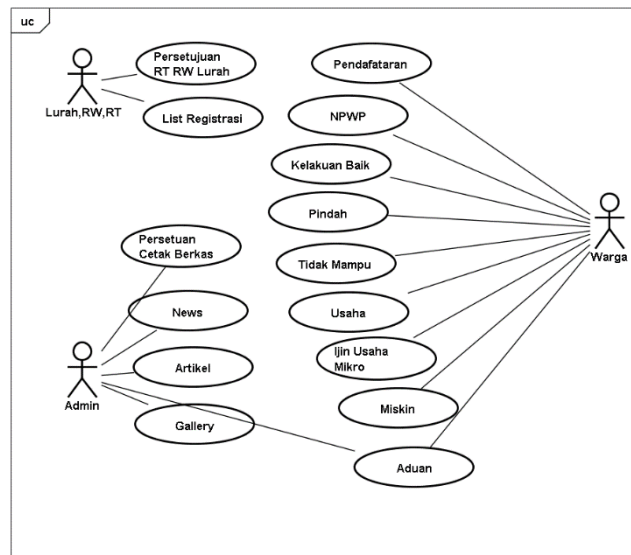 uc
Persetujuan
RT RW Lurah
Lurah,RW,RT
List Registrasi
Pendafataran
NPWP
Kelakuan Baik
Pindah
Warga
Persetuan
Cetak Berkas
Tidak Mampu
News
Usaha
Ijin Usaha
Mikro
Artikel
Admin
Miskin
Gallery
Aduan